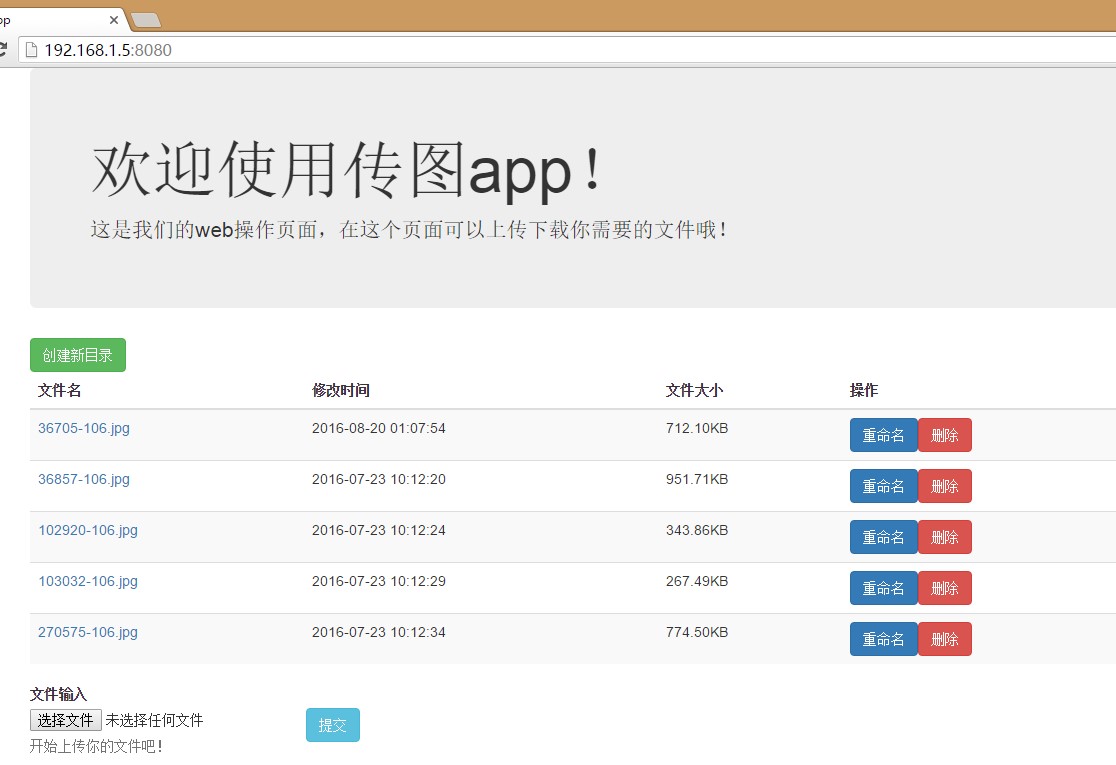 pp
192.168.1.5:8080
欢迎使用传图app!
这是我们的web操作页面，在这个页面可以上传下载你需要的文件哦!
创建新目录
文件名 修改时间 文件大小 操作
36705-106.jpg 2016-08-20 01:07:54 712.10KB 重命名 删除
36857-106.jpg 2016-07-23 10:12:20 951.71KB 重命名 删除
102920-106.jpg 2016-07-23 10:12:24 343.86KB 重命名 删除
103032-106.jpg 2016-07-23 10:12:29 267.49KB 重命名 删除
270575-106.jpg 2016-07-23 10:12:34 774.50KB 重命名 删除
文件输入
选择文件 未选择任何文件 提交
开始上传你的文件吧!